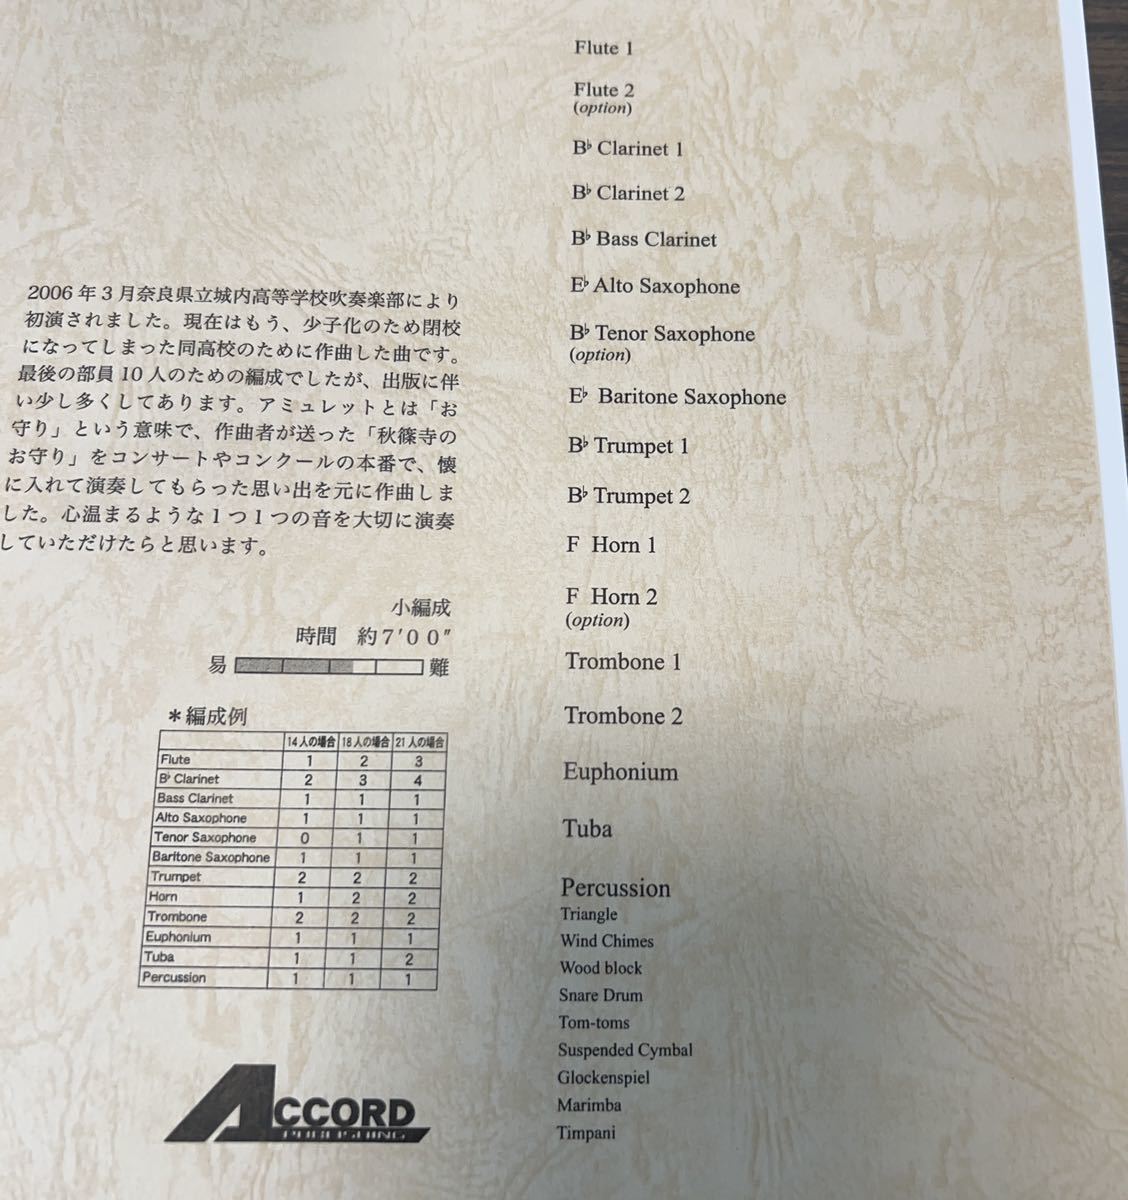 2006年3月奈良県立城内高等学校吹奏楽部により
初演されました。現在はもう、少子化のため閉校
になってしまった同高校のために作曲した曲です。
最後の部員10人のための編成でしたが、出版に伴
い少し多くしてあります。アミュレットとは「お
守り」という意味で、作曲者が送った「秋篠寺の
お守り」をコンサートやコンクールの本番で、懐
に入れて演奏してもらった思い出を元に作曲しま
した。心温まるような1つ1つの音を大切に演奏
していただけたらと思います。
小編成
時間 約7'00"
易 難
*編成例
14人の場合 18人の場合 21人の場合
Flute 1 2 3
B♭ Clarinet 2 3 4
Bass Clarinet 1 1 1
Alto Saxophone 1 1 1
Tenor Saxophone 0 1 1
Baritone Saxophone 1 1 1
Trumpet 2 2 2
Horn 1 2 2
Trombone 2 2 2
Euphonium 1 1 1
Tuba 1 1 2
Percussion 1 1 1
ACCORD
PUBLISHING
Flute 1
Flute 2
(option)
B♭ Clarinet 1
B♭ Clarinet 2
B♭ Bass Clarinet
E♭ Alto Saxophone
B♭ Tenor Saxophone
(option)
E♭ Baritone Saxophone
B♭ Trumpet 1
B♭ Trumpet 2
F Horn 1
F Horn 2
(option)
Trombone 1
Trombone 2
Euphonium
Tuba
Percussion
Triangle
Wind Chimes
Wood block
Snare Drum
Tom-toms
Suspended Cymbal
Glockenspiel
Marimba
Timpani